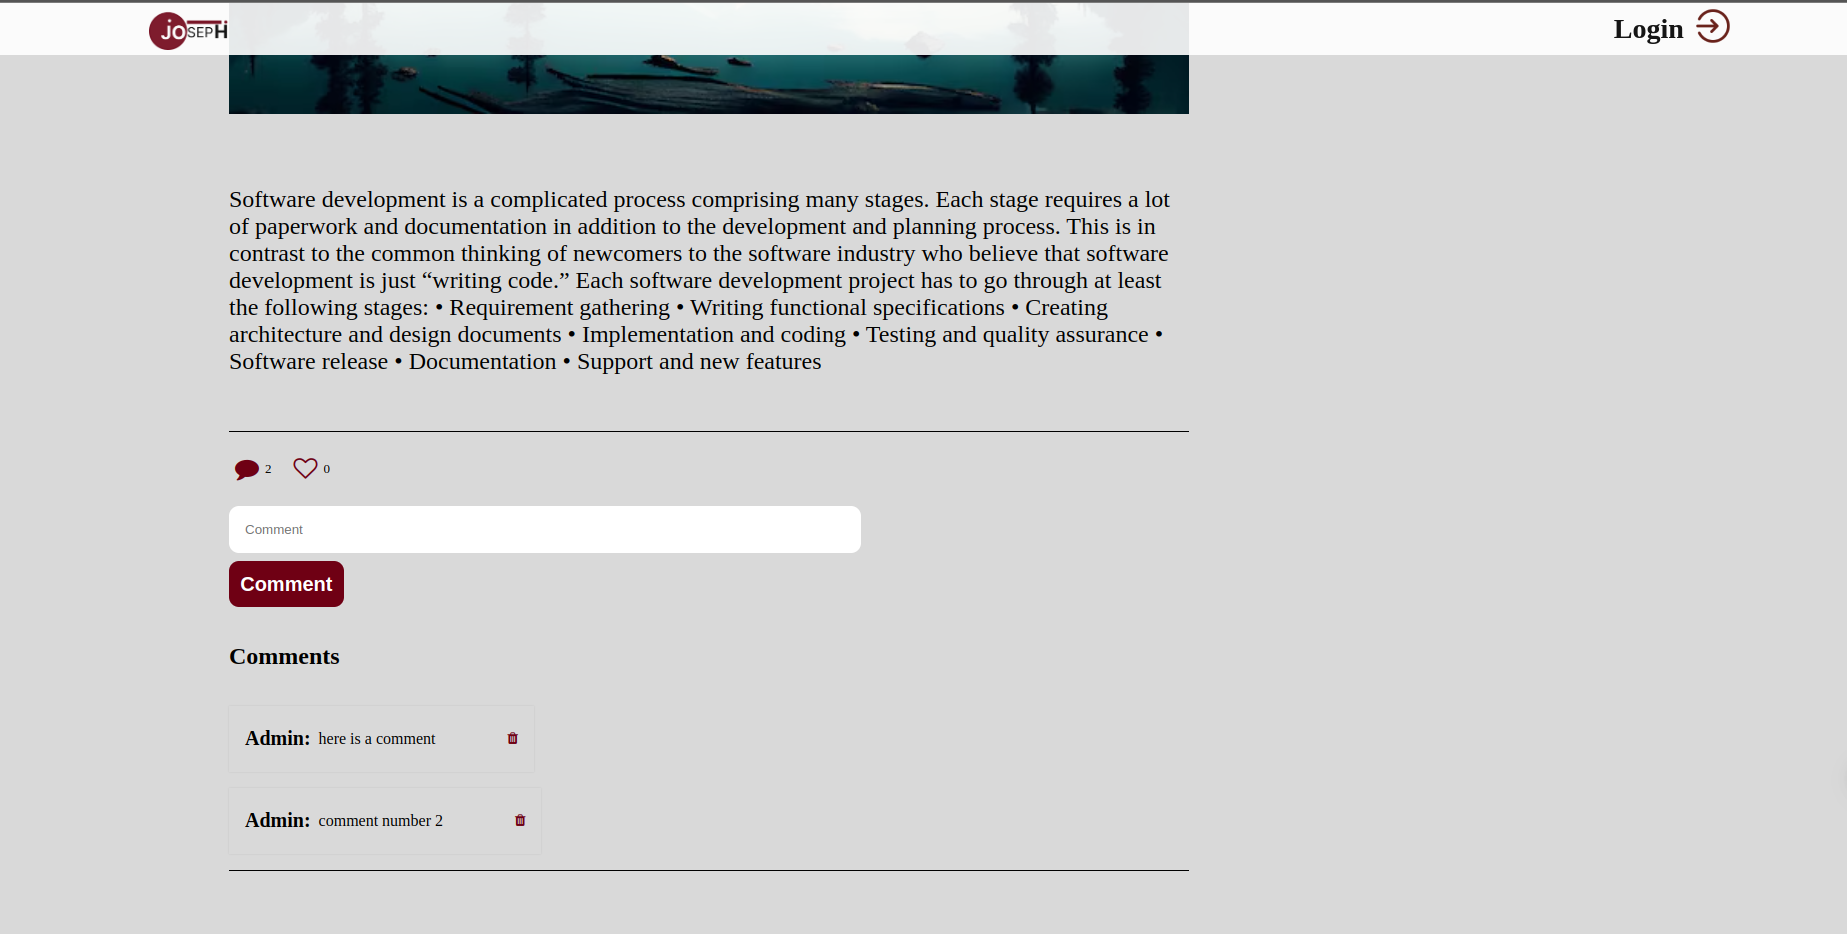 JOSEPH
Login
Software development is a complicated process comprising many stages. Each stage requires a lot
of paperwork and documentation in addition to the development and planning process. This is in
contrast to the common thinking of newcomers to the software industry who believe that software
development is just “writing code.” Each software development project has to go through at least
the following stages: • Requirement gathering • Writing functional specifications • Creating
architecture and design documents • Implementation and coding • Testing and quality assurance •
Software release • Documentation • Support and new features
2 0
Comment
Comment
Comments
Admin: here is a comment
Admin: comment number 2